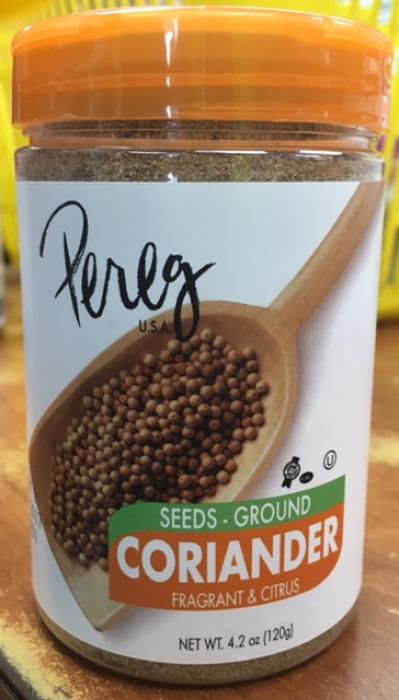 Pereg
U.S.A.
U
SEEDS - GROUND
CORIANDER
FRAGRANT & CITRUS
NET WT. 4.2 oz (120g)